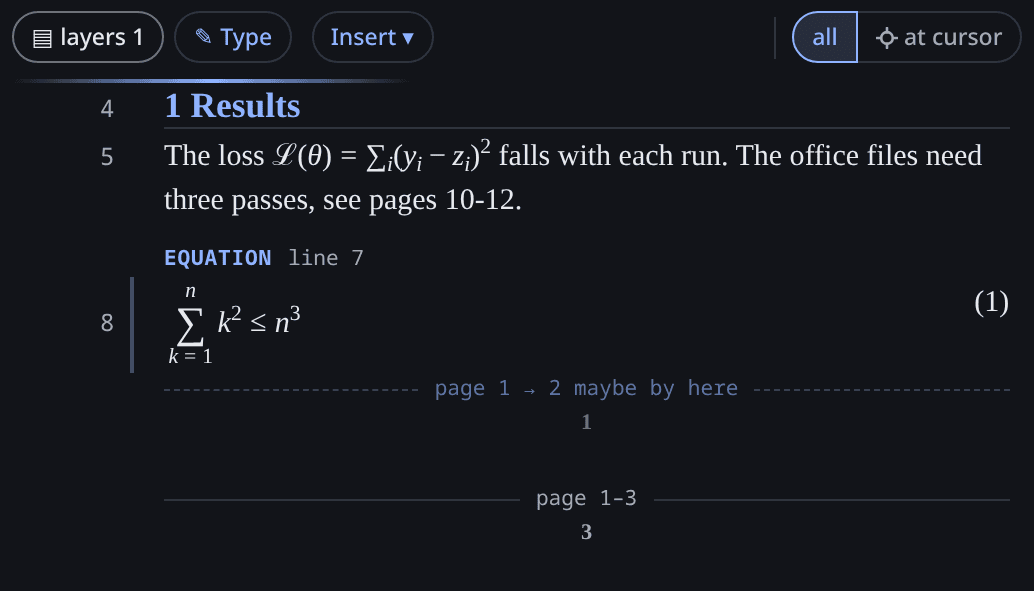 ▤ layers 1 ✎ Type Insert ▾ all at cursor
4 1 Results
5 The loss ℒ(θ) = ∑ᵢ(yᵢ − zᵢ)² falls with each run. The office files need
three passes, see pages 10-12.
EQUATION line 7
n
8 ∑ k² ≤ n³ (1)
k = 1
page 1 → 2 maybe by here
1
page 1–3
3